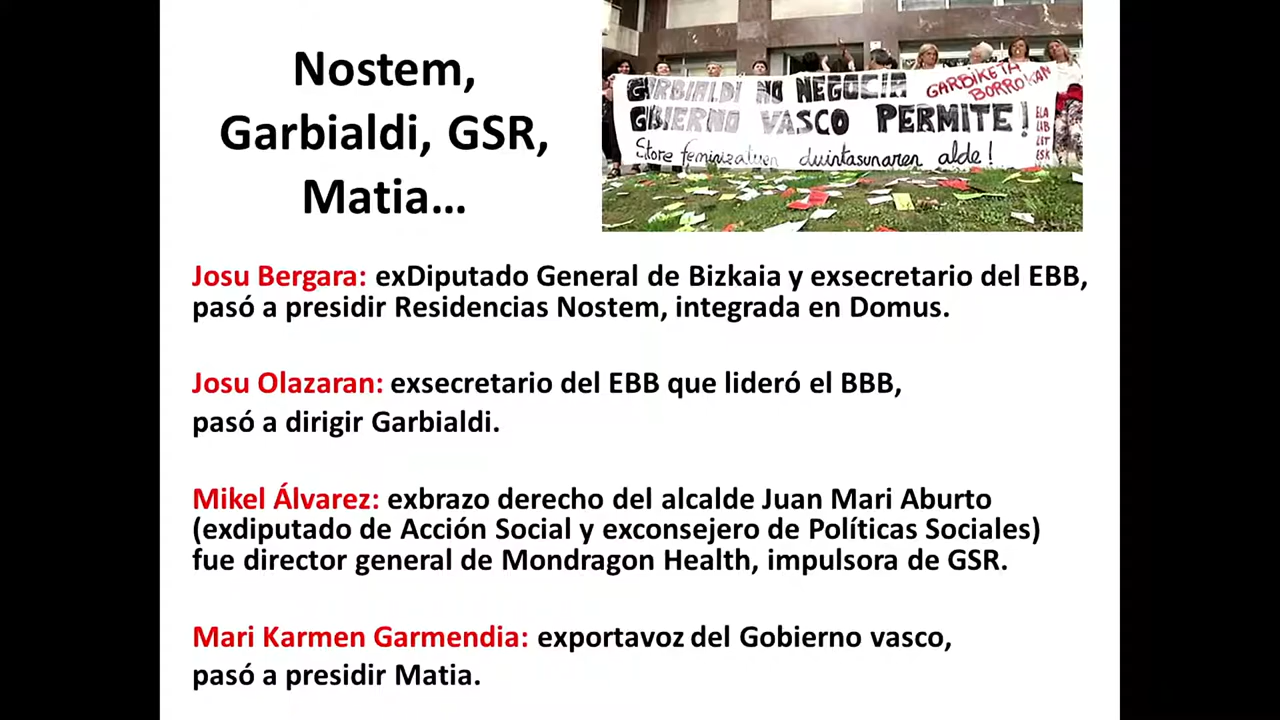 Nostem,
Garbialdi, GSR,
Matia…
GARBIALDI NO NEGOCIA
GARBIKETA
BORROKAN
GOBIERNO VASCO PERMITE!
ELA
LAB
Sektore feminizatuen duintasunaren alde!
Josu Bergara: exDiputado General de Bizkaia y exsecretario del EBB,
pasó a presidir Residencias Nostem, integrada en Domus.
Josu Olazaran: exsecretario del EBB que lideró el BBB,
pasó a dirigir Garbialdi.
Mikel Álvarez: exbrazo derecho del alcalde Juan Mari Aburto
(exdiputado de Acción Social y exconsejero de Políticas Sociales)
fue director general de Mondragon Health, impulsora de GSR.
Mari Karmen Garmendia: exportavoz del Gobierno vasco,
pasó a presidir Matia.